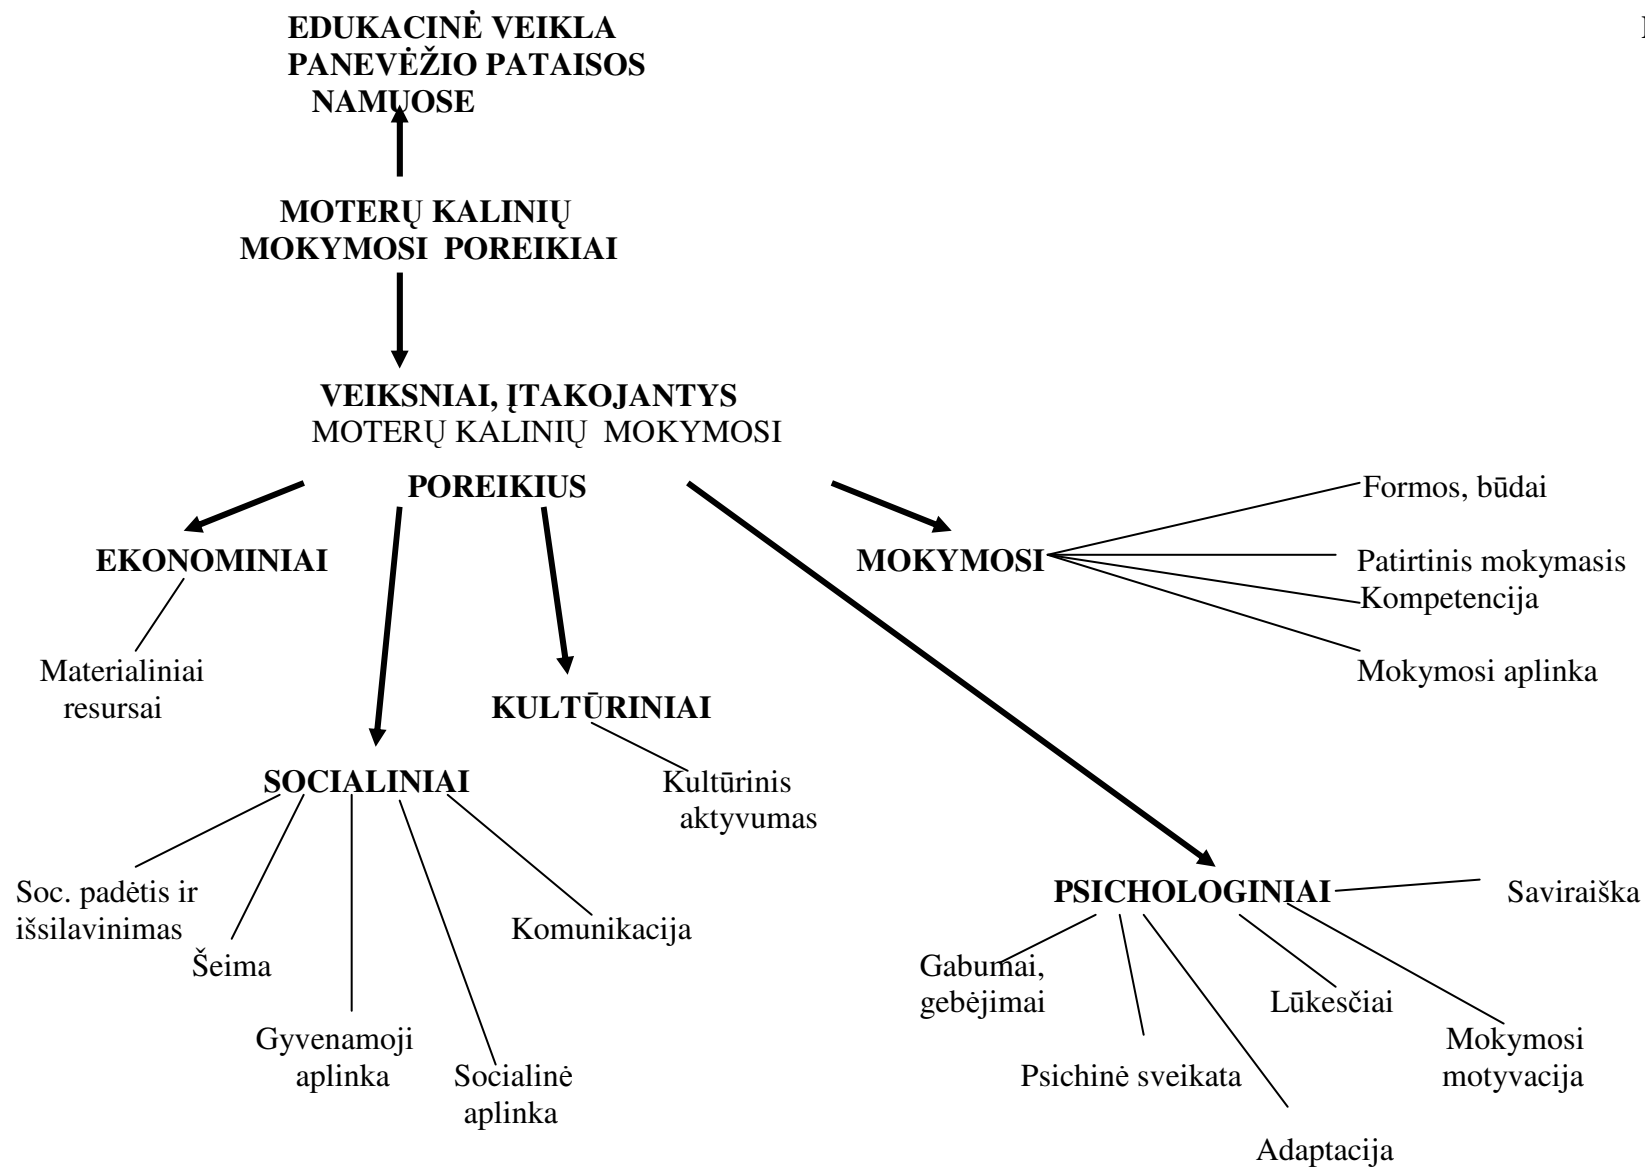 EDUKACINĖ VEIKLA
PANEVĖŽIO PATAISOS
NAMUOSE
MOTERŲ KALINIŲ
MOKYMOSI POREIKIAI
VEIKSNIAI, ĮTAKOJANTYS
MOTERŲ KALINIŲ MOKYMOSI
POREIKIUS
EKONOMINIAI
Materialiniai
resursai
SOCIALINIAI
Soc. padėtis ir
išsilavinimas
Šeima
Gyvenamoji
aplinka
Socialinė
aplinka
Komunikacija
KULTŪRINIAI
Kultūrinis
aktyvumas
MOKYMOSI
Formos, būdai
Patirtinis mokymasis
Kompetencija
Mokymosi aplinka
PSICHOLOGINIAI
Gabumai,
gebėjimai
Psichinė sveikata
Adaptacija
Lūkesčiai
Mokymosi
motyvacija
Saviraiška